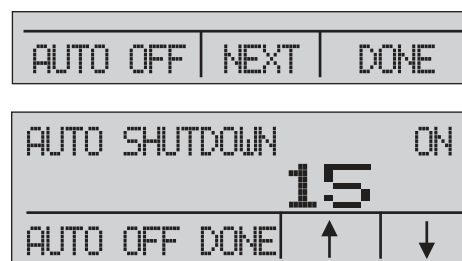 AUTO OFF NEXT DONE
AUTO SHUTDOWN ON
15
AUTO OFF DONE ↑ ↓